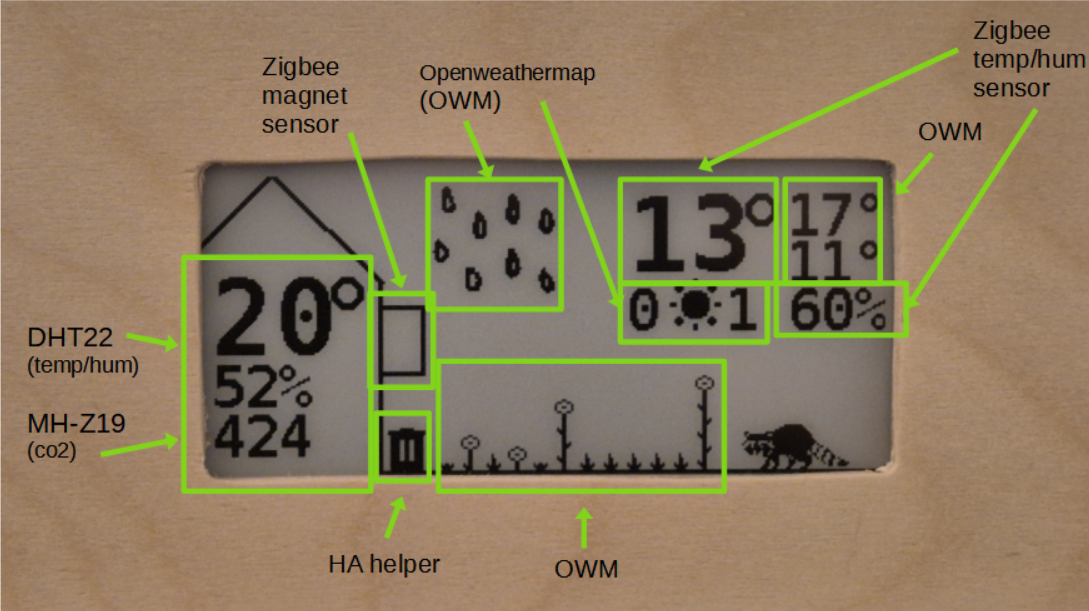 Zigbee
temp/hum
sensor
Zigbee
magnet
sensor
Openweathermap
(OWM)
OWM
13°
17°
11°
20°
0 1
60%
52%
424
DHT22
(temp/hum)
MH-Z19
(co2)
HA helper
OWM